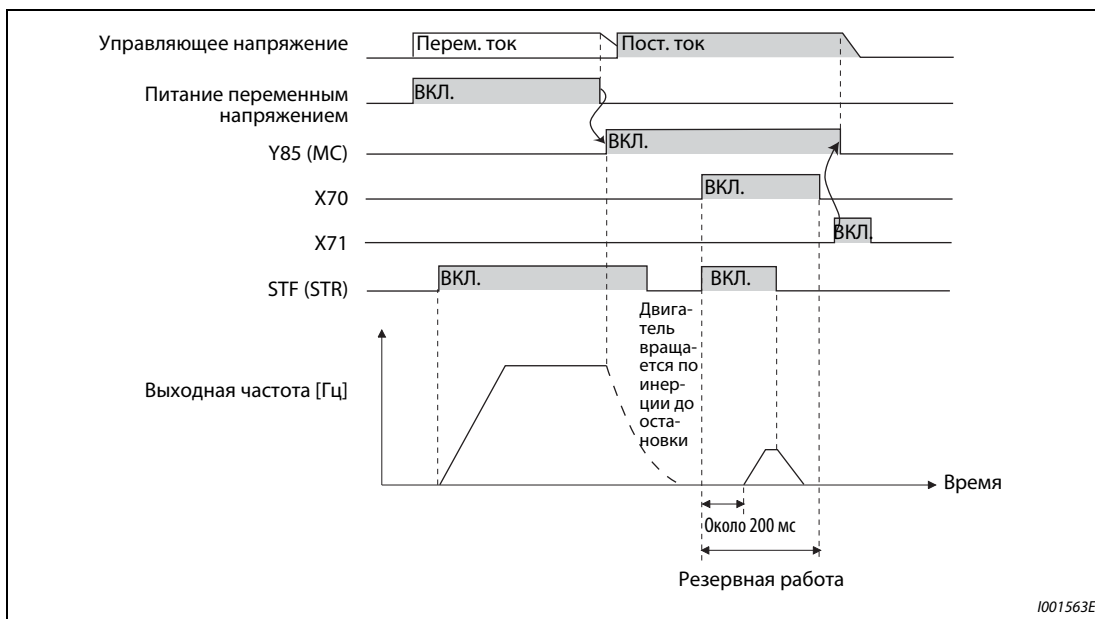 Управляющее напряжение
Перем. ток
Пост. ток
Питание переменным
напряжением
ВКЛ.
Y85 (MC)
ВКЛ.
X70
ВКЛ.
X71
ВКЛ.
STF (STR)
ВКЛ.
ВКЛ.
Двига-
тель
враща-
ется по
инер-
ции до
оста-
новки
Выходная частота [Гц]
Время
Около 200 мс
Резервная работа
I001563E